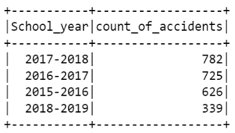 +-----------+------------------+
|School_year|count_of_accidents|
+-----------+------------------+
|  2017-2018|               782|
|  2016-2017|               725|
|  2015-2016|               626|
|  2018-2019|               339|
+-----------+------------------+